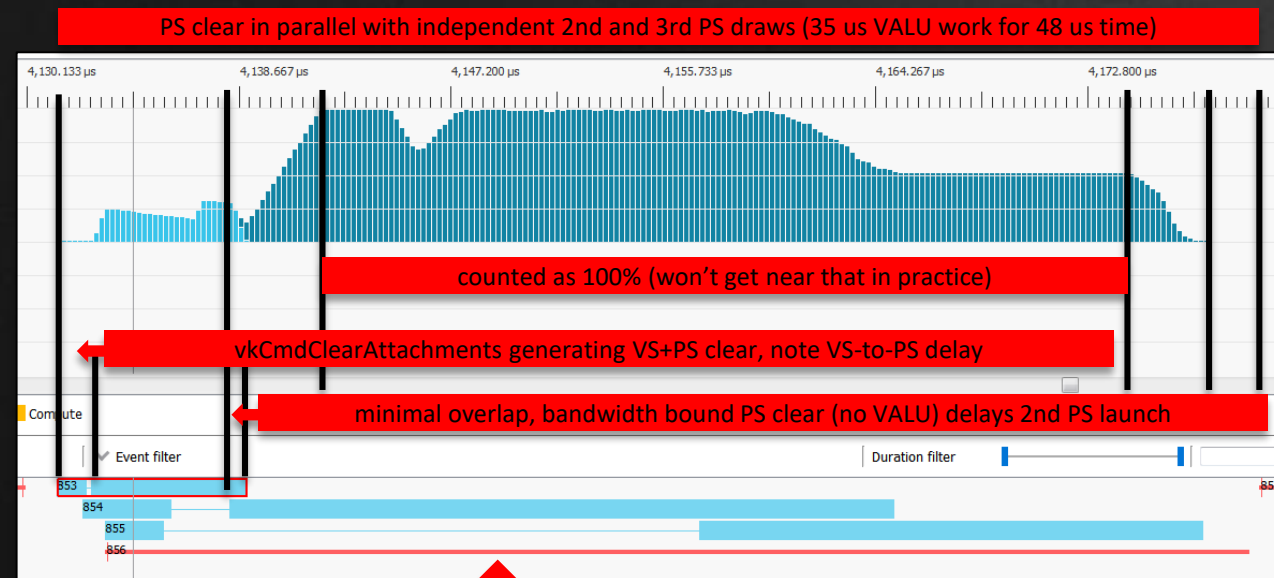 PS clear in parallel with independent 2nd and 3rd PS draws (35 us VALU work for 48 us time)
4,130.133 µs 4,138.667 µs 4,147.200 µs 4,155.733 µs 4,164.267 µs 4,172.800 µs
counted as 100% (won’t get near that in practice)
vkCmdClearAttachments generating VS+PS clear, note VS-to-PS delay
Compute
minimal overlap, bandwidth bound PS clear (no VALU) delays 2nd PS launch
Event filter Duration filter
853
854
855
856